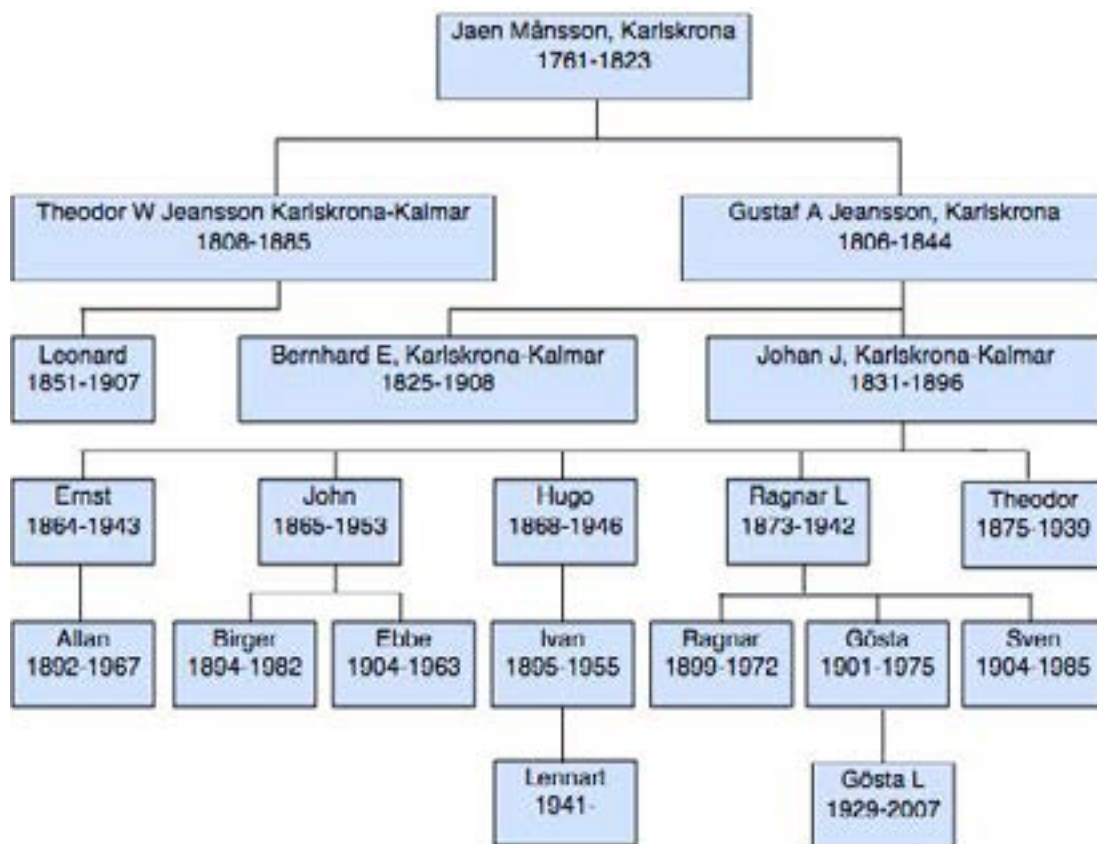 Jaen Månsson, Karlskrona
1761-1823
Theodor W Jeansson Karlskrona-Kalmar
1808-1885
Gustaf A Jeansson, Karlskrona
1806-1844
Leonard
1851-1907
Bernhard E, Karlskrona-Kalmar
1825-1908
Johan J, Karlskrona-Kalmar
1831-1896
Ernst
1864-1943
John
1865-1953
Hugo
1868-1946
Ragnar L
1873-1942
Theodor
1875-1939
Allan
1892-1967
Birger
1894-1982
Ebbe
1904-1963
Ivan
1895-1955
Ragnar
1899-1972
Gösta
1901-1975
Sven
1904-1985
Lennart
1941-
Gösta L
1929-2007